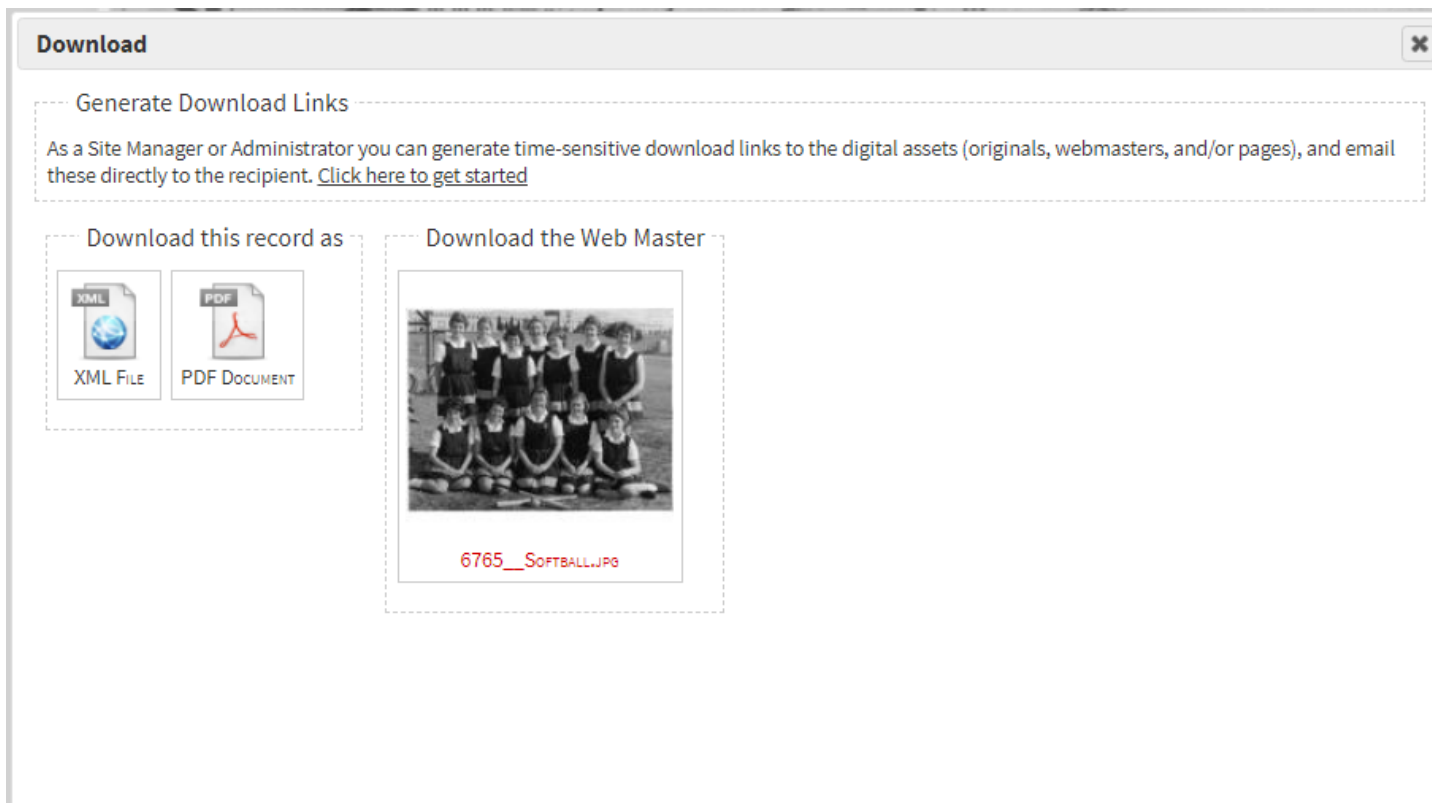 Download
Generate Download Links
As a Site Manager or Administrator you can generate time-sensitive download links to the digital assets (originals, webmasters, and/or pages), and email
these directly to the recipient. Click here to get started
Download this record as
XML
XML File
PDF
PDF Document
Download the Web Master
6765__Softball.jpg